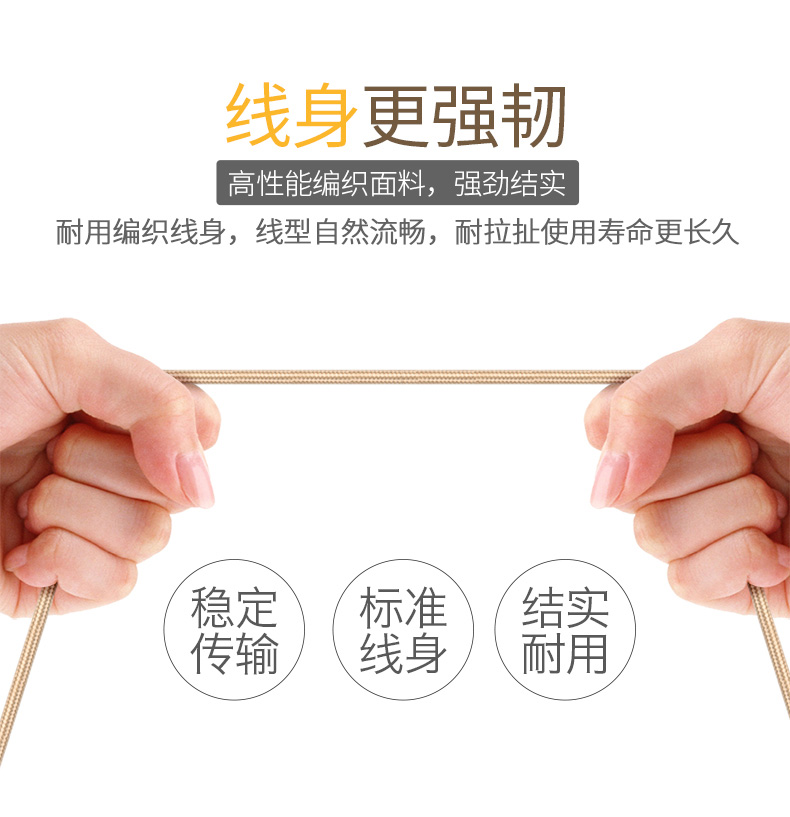 线身更强韧
高性能编织面料，强劲结实
耐用编织线身，线型自然流畅，耐拉扯使用寿命更长久
稳定
传输
标准
线身
结实
耐用